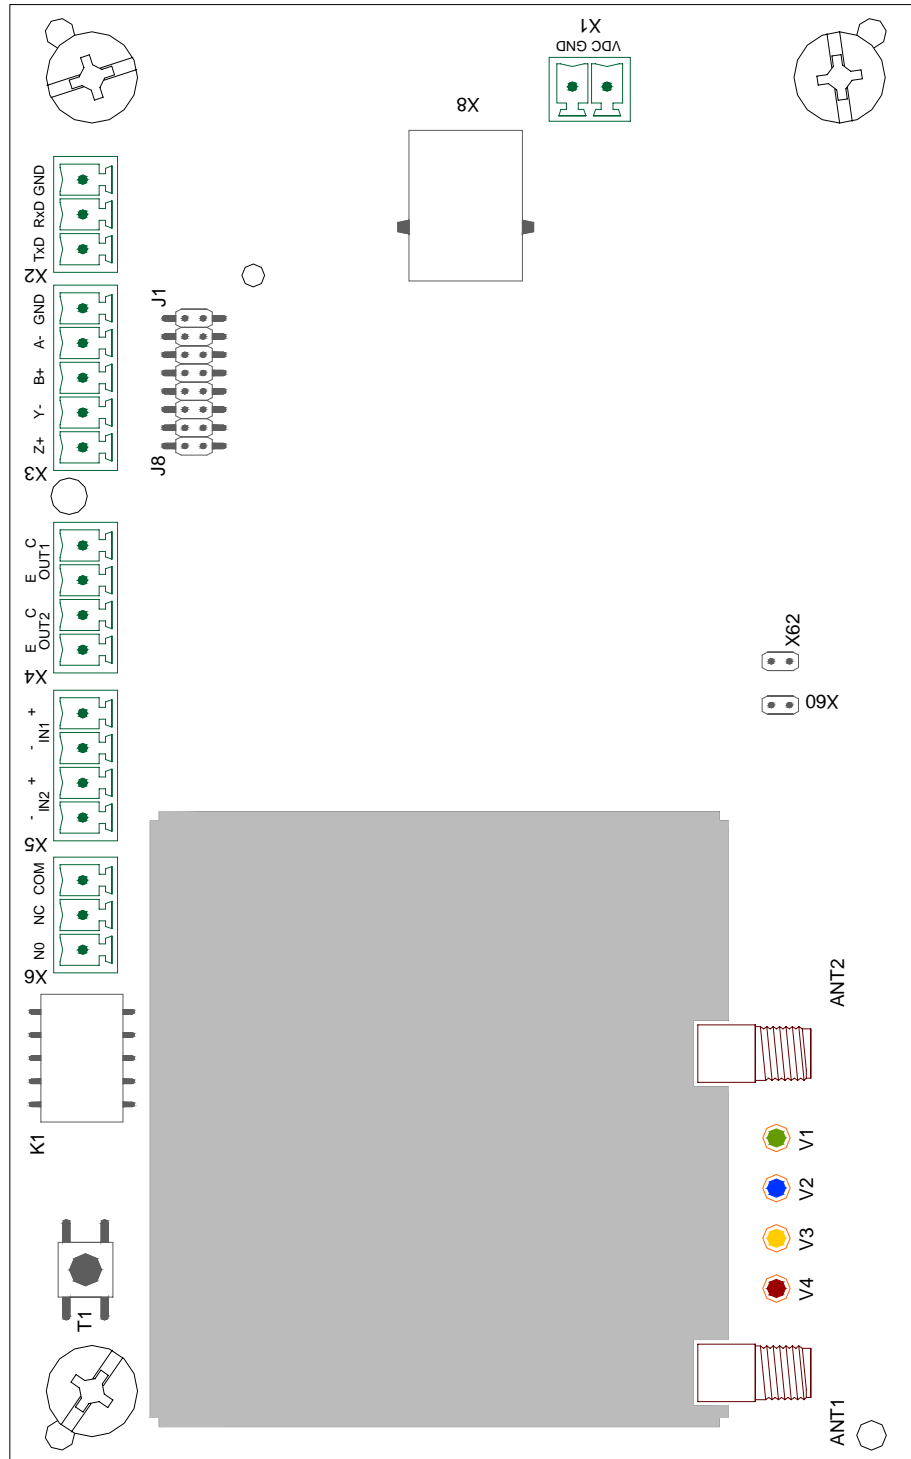 X1
VDC GND
X8
GND
RxD
TxD
X2
J1
GND
A-
B+
Y-
Z+
X3
J8
C
OUT1
E
C
OUT2
E
X4
X62
X60
+
IN1
-
+
IN2
-
X5
COM
NC
N0
X6
ANT2
K1
V1
V2
V3
V4
T1
ANT1